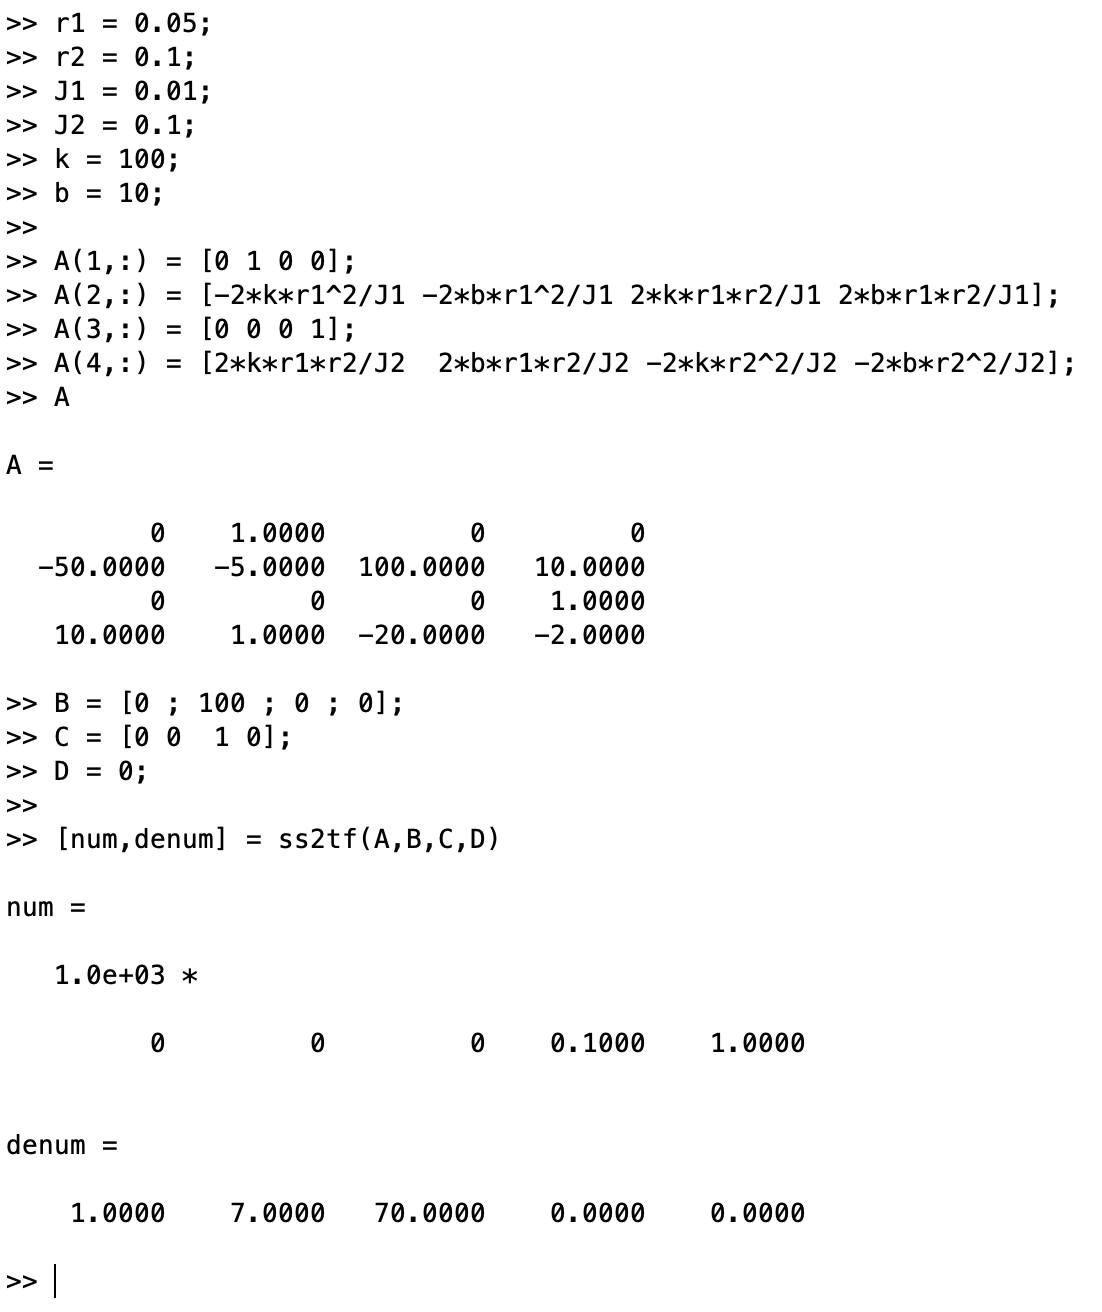 >> r1 = 0.05;
>> r2 = 0.1;
>> J1 = 0.01;
>> J2 = 0.1;
>> k = 100;
>> b = 10;
>>
>> A(1,:) = [0 1 0 0];
>> A(2,:) = [-2*k*r1^2/J1 -2*b*r1^2/J1 2*k*r1*r2/J1 2*b*r1*r2/J1];
>> A(3,:) = [0 0 0 1];
>> A(4,:) = [2*k*r1*r2/J2  2*b*r1*r2/J2 -2*k*r2^2/J2 -2*b*r2^2/J2];
>> A
A =
0    1.0000         0         0
-50.0000   -5.0000  100.0000   10.0000
0         0         0    1.0000
10.0000    1.0000  -20.0000   -2.0000
>> B = [0 ; 100 ; 0 ; 0];
>> C = [0 0  1 0];
>> D = 0;
>>
>> [num,denum] = ss2tf(A,B,C,D)
num =
1.0e+03 *
0         0         0    0.1000    1.0000
denum =
1.0000    7.0000   70.0000    0.0000    0.0000
>>